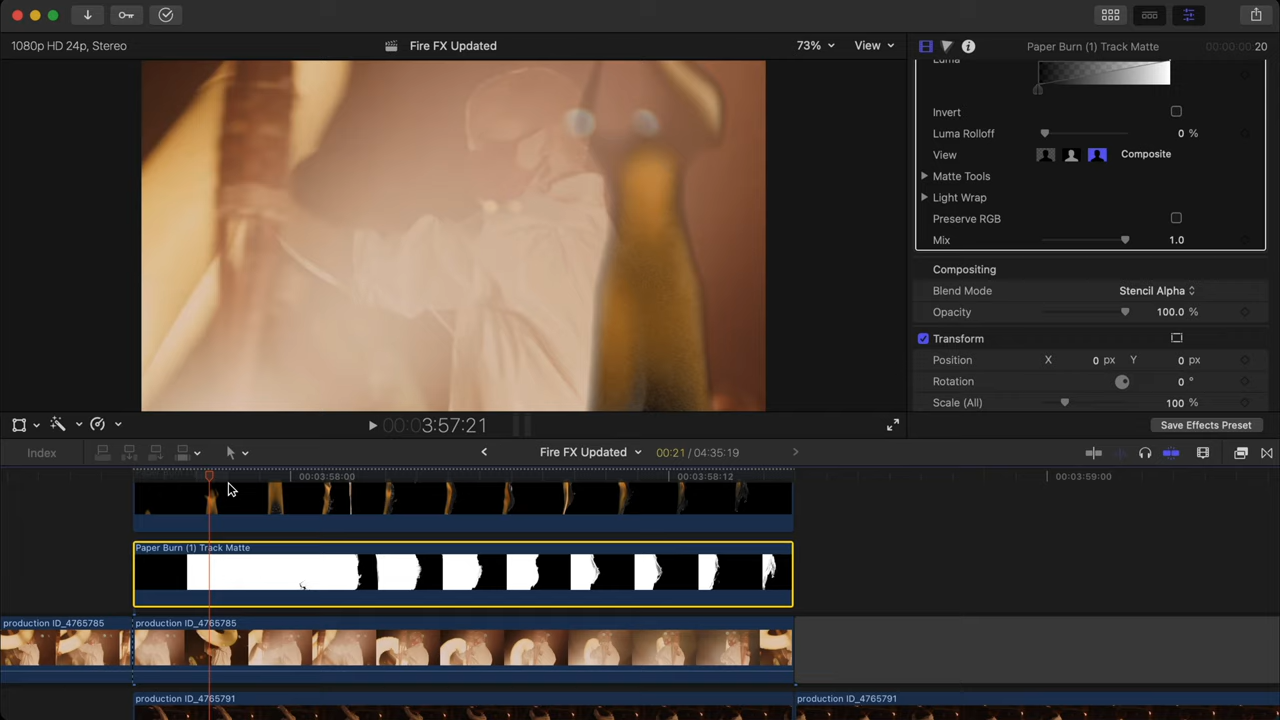 1080p HD 24p, Stereo
Fire FX Updated
73%
View
Paper Burn (1) Track Matte
00:00:00:20
Luma
Invert
Luma Rolloff
0 %
View
Composite
Matte Tools
Light Wrap
Preserve RGB
Mix
1.0
Compositing
Blend Mode
Stencil Alpha
Opacity
100.0 %
Transform
Position
X
0 px
Y
0 px
Rotation
0 °
Scale (All)
100 %
00:03:57:21
Save Effects Preset
Index
Fire FX Updated
00:21 / 04:35:19
00:03:58:00
00:03:58:12
00:03:59:00
Paper Burn (1) Track Matte
production ID_4765785
production ID_4765785
production ID_4765791
production ID_4765791